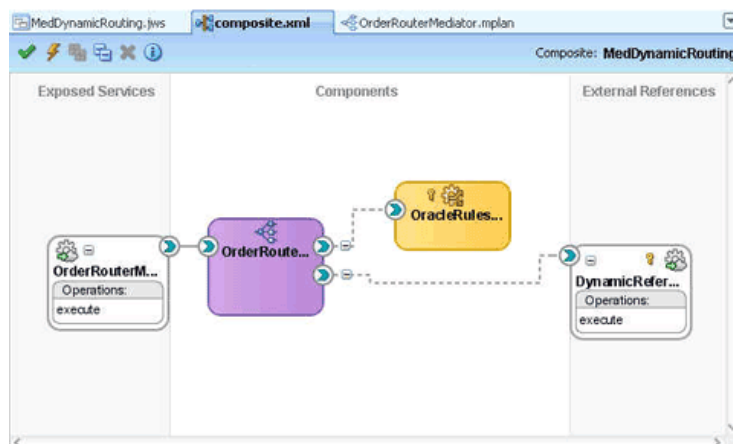 MedDynamicRouting.jws
composite.xml
OrderRouterMediator.mplan
Composite: MedDynamicRouting
Exposed Services
Components
External References
OracleRules...
OrderRoute...
OrderRouterM...
Operations:
execute
DynamicRefer...
Operations:
execute